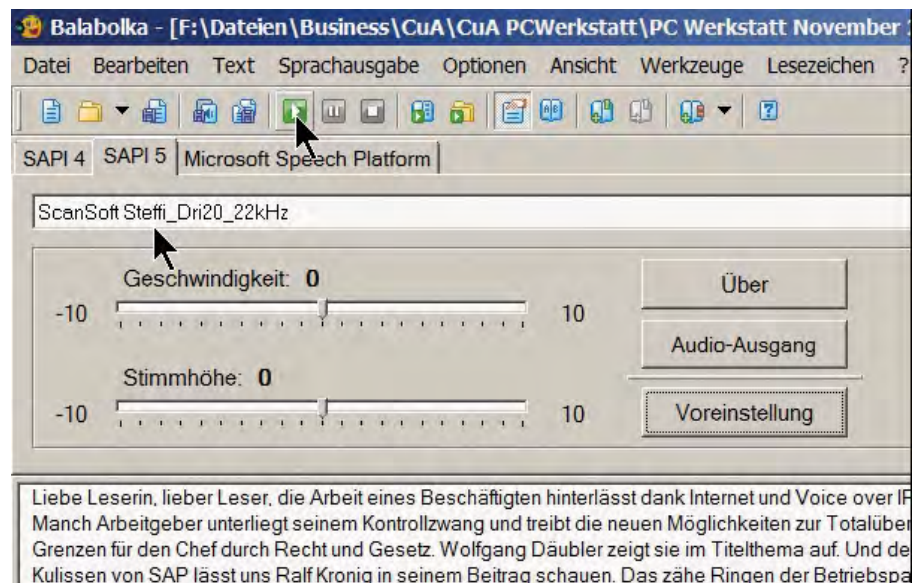 Balabolka - [F:\Dateien\Business\CuA\CuA PCWerkstatt\PC Werkstatt November
Datei Bearbeiten Text Sprachausgabe Optionen Ansicht Werkzeuge Lesezeichen ?
SAPI 4 SAPI 5 Microsoft Speech Platform
ScanSoft Steffi_Dri20_22kHz
Geschwindigkeit: 0
-10 10
Über
Audio-Ausgang
Stimmhöhe: 0
-10 10
Voreinstellung
Liebe Leserin, lieber Leser, die Arbeit eines Beschäftigten hinterlässt dank Internet und Voice over
Manch Arbeitgeber unterliegt seinem Kontrollzwang und treibt die neuen Möglichkeiten zur Totalüber
Grenzen für den Chef durch Recht und Gesetz. Wolfgang Däubler zeigt sie im Titelthema auf. Und de
Kulissen von SAP lässt uns Ralf Kronig in seinem Beitrag schauen. Das zähe Ringen der Betriebspa